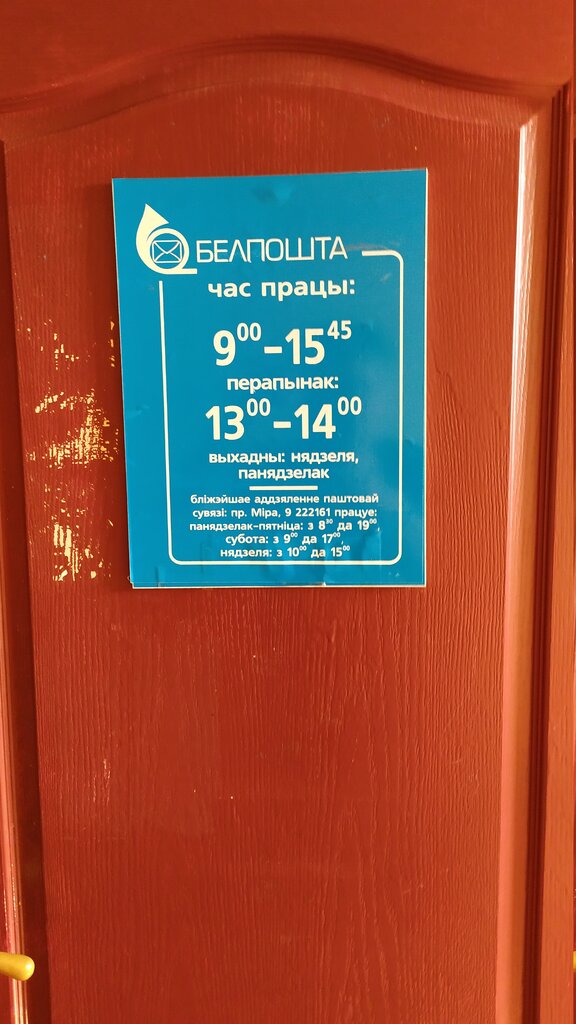 БЕЛПОШТА
час працы:
9⁰⁰-15⁴⁵
перапынак:
13⁰⁰-14⁰⁰
выхадны: нядзеля,
панядзелак
бліжэйшае аддзяленне паштовай
сувязі: пр. Міра, 9 222161 працуе:
панядзелак-пятніца: з 8³⁰ да 19⁰⁰,
субота: з 9⁰⁰ да 17⁰⁰,
нядзеля: з 10⁰⁰ да 15⁰⁰